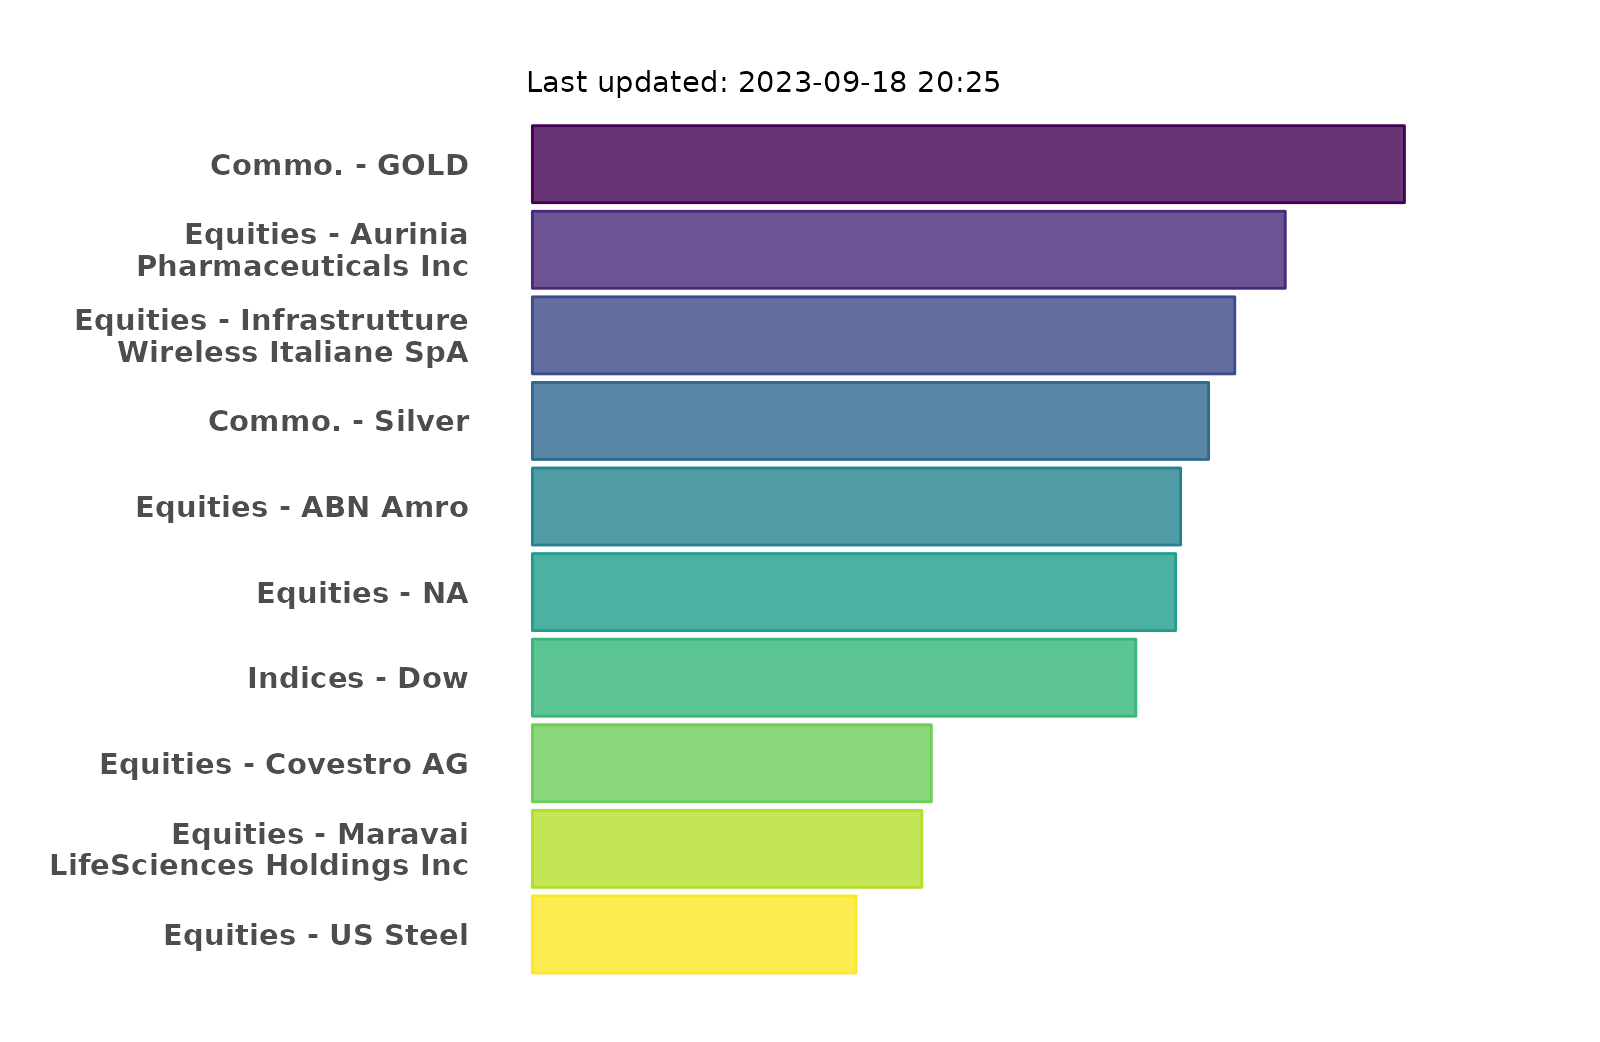 Last updated: 2023-09-18 20:25
Commo. - GOLD
Equities - Aurinia
Pharmaceuticals Inc
Equities - Infrastrutture
Wireless Italiane SpA
Commo. - Silver
Equities - ABN Amro
Equities - NA
Indices - Dow
Equities - Covestro AG
Equities - Maravai
LifeSciences Holdings Inc
Equities - US Steel